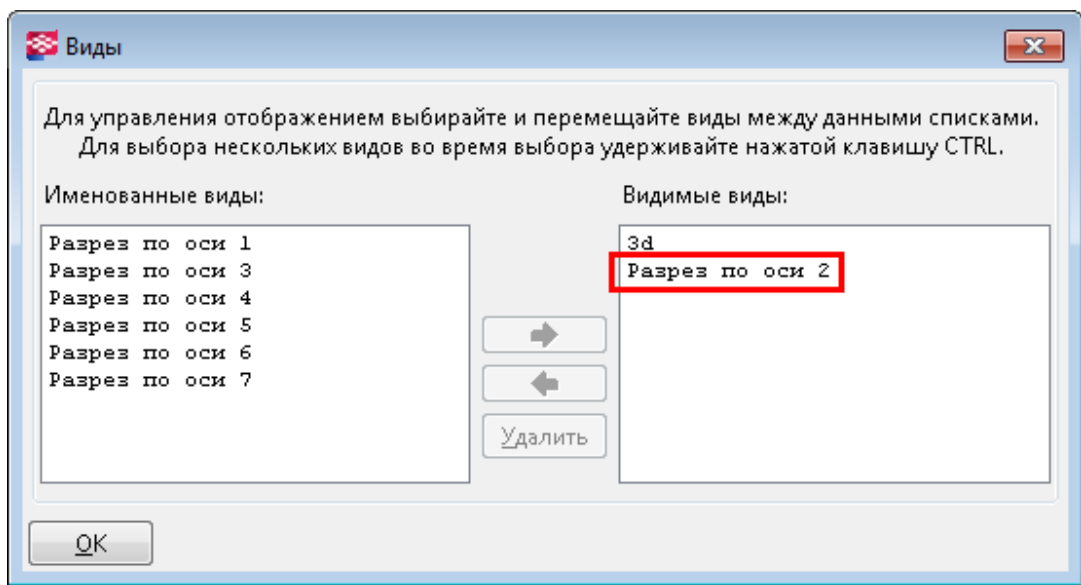 Виды
Для управления отображением выбирайте и перемещайте виды между данными списками.
Для выбора нескольких видов во время выбора удерживайте нажатой клавишу CTRL.
Именованные виды:
Разрез по оси 1
Разрез по оси 3
Разрез по оси 4
Разрез по оси 5
Разрез по оси 6
Разрез по оси 7
Удалить
Видимые виды:
3d
Разрез по оси 2
OK